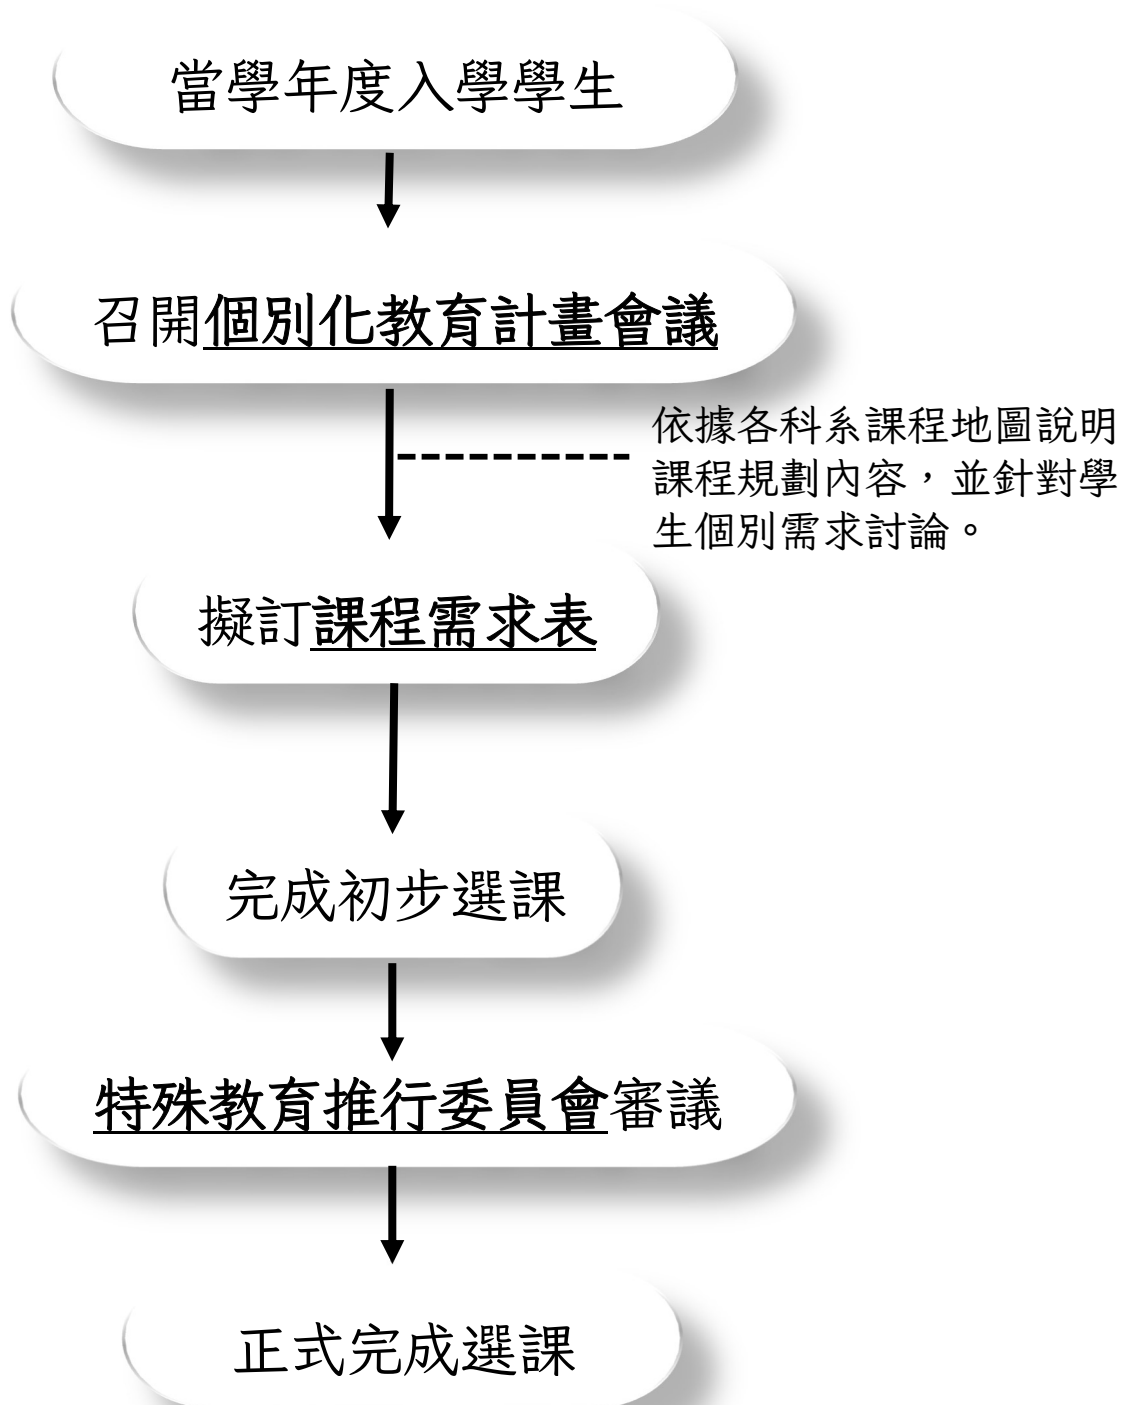 當學年度入學學生
召開個別化教育計畫會議
依據各科系課程地圖說明
課程規劃內容，並針對學
生個別需求討論。
擬訂課程需求表
完成初步選課
特殊教育推行委員會審議
正式完成選課